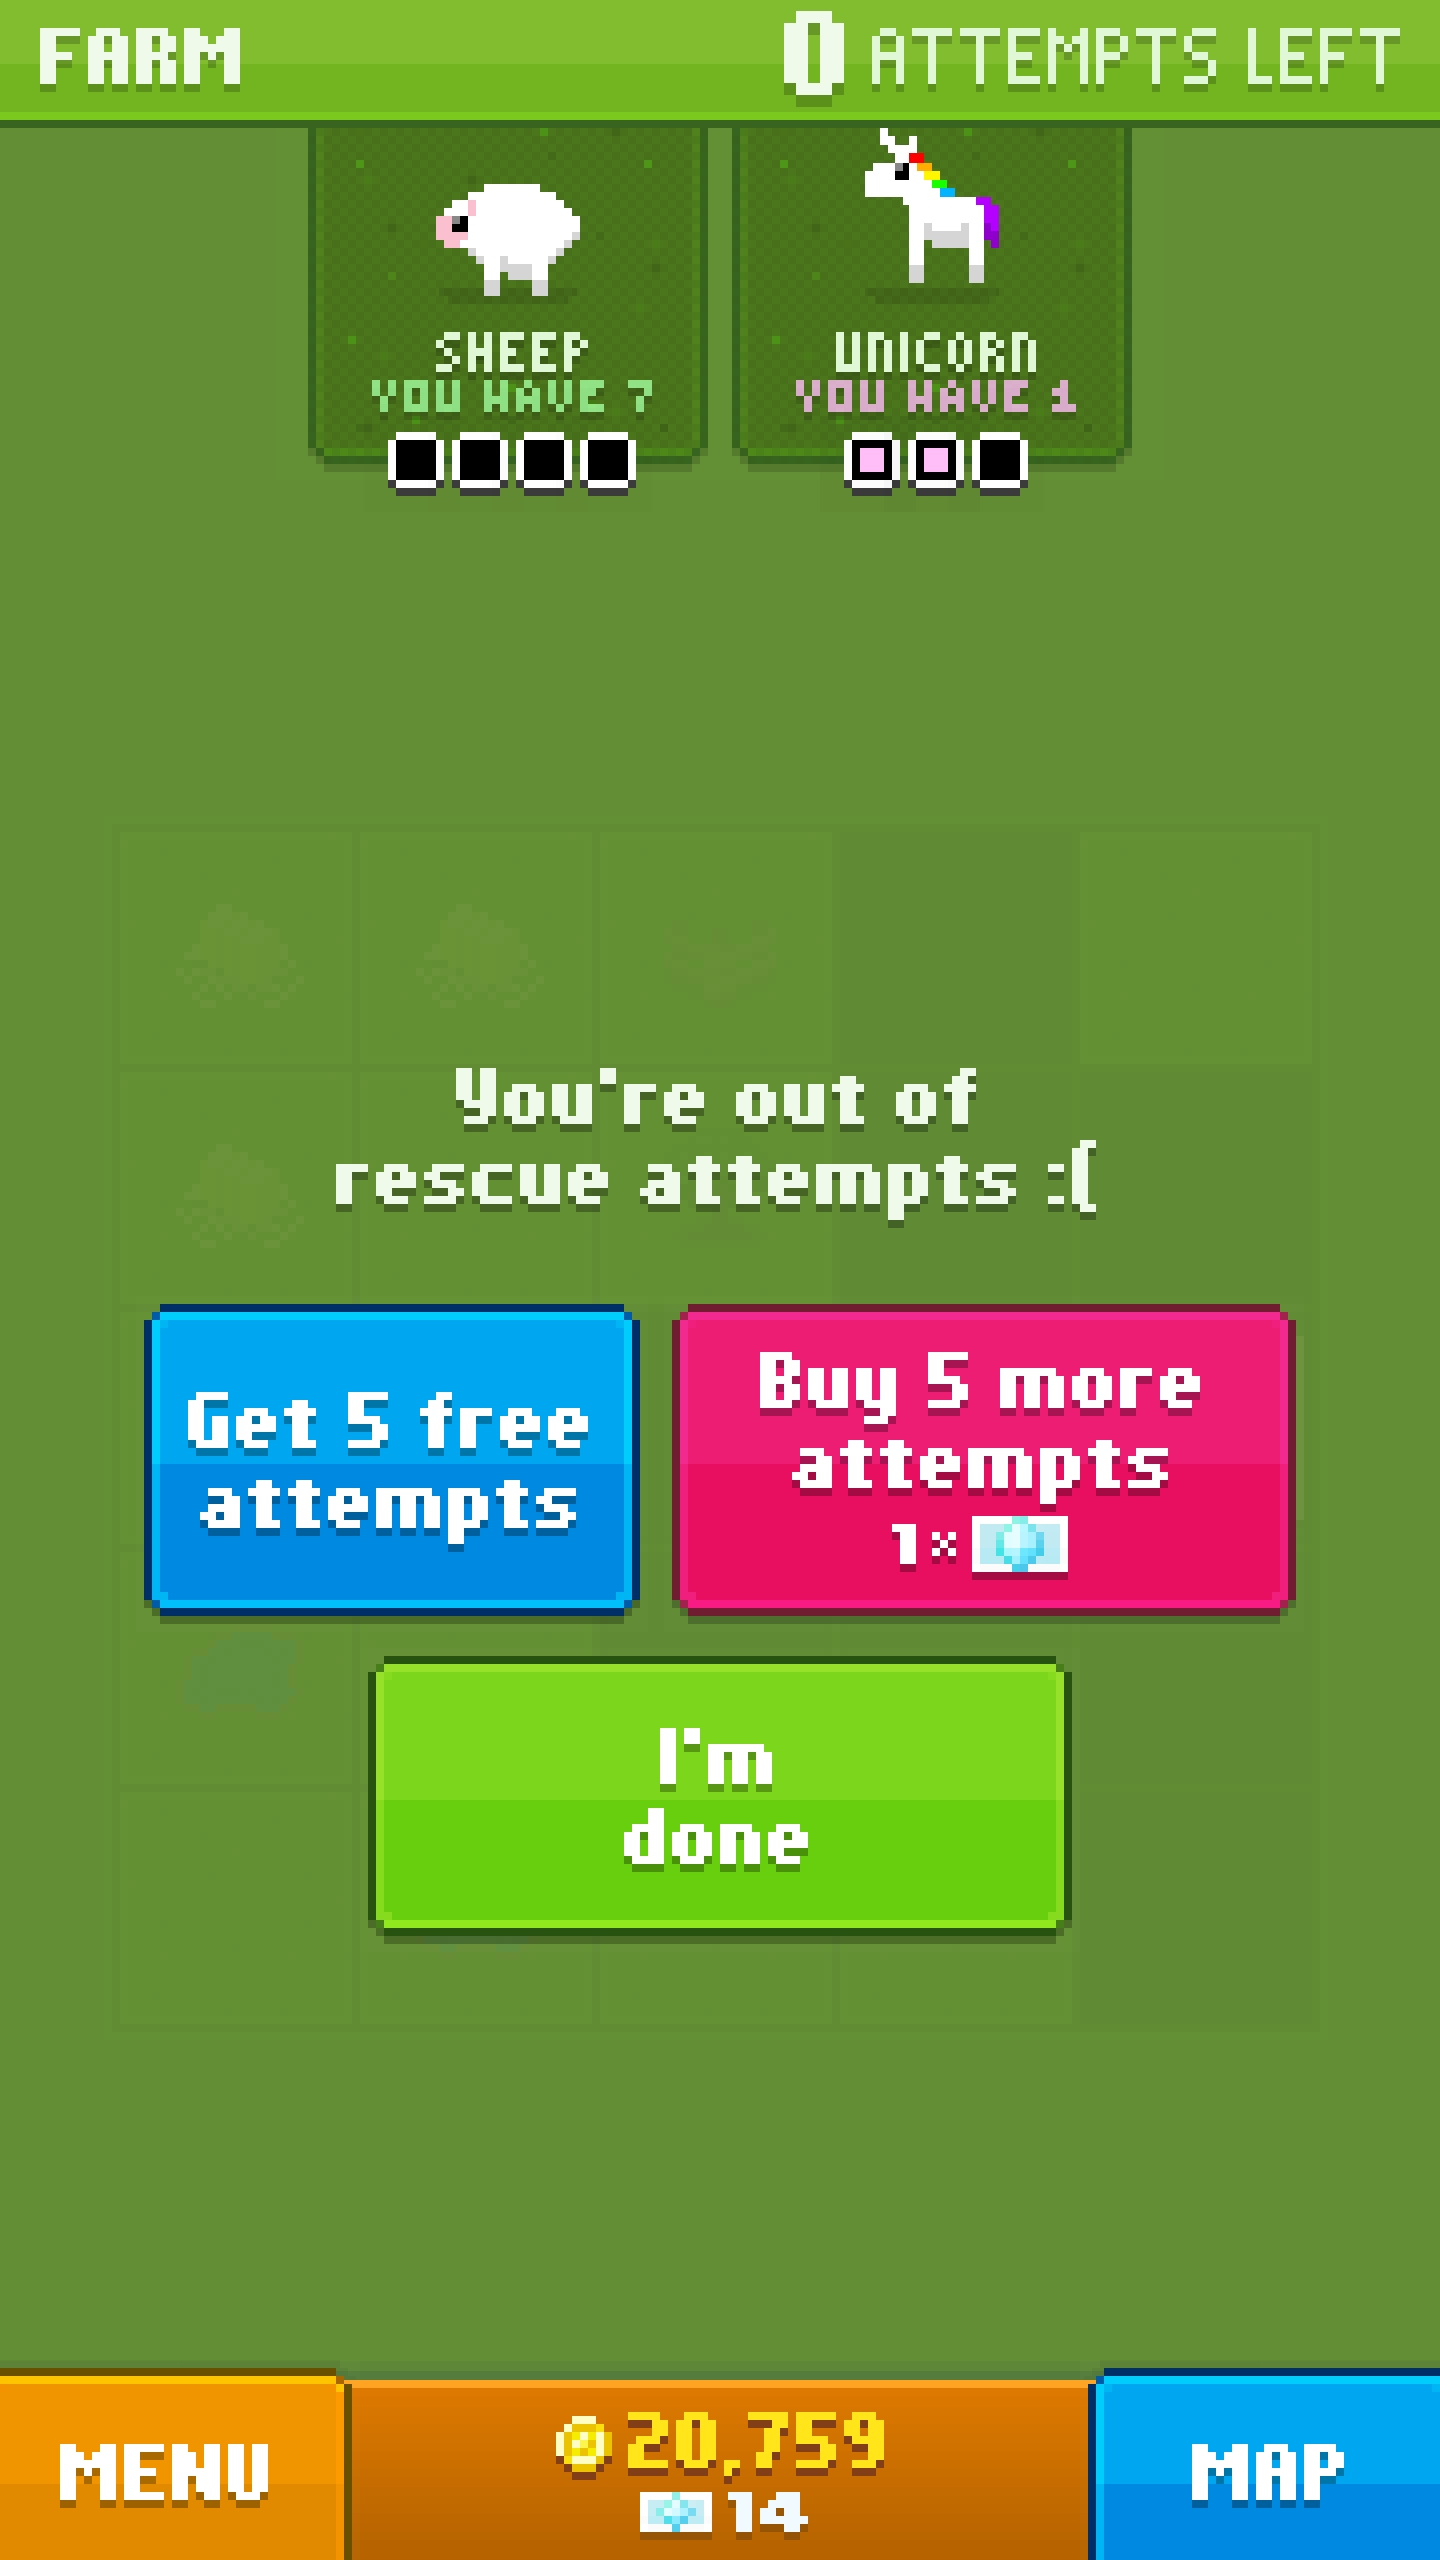 FARM
0 ATTEMPTS LEFT
SHEEP
YOU HAVE 7
UNICORN
YOU HAVE 1
You're out of
rescue attempts :(
Get 5 free
attempts
Buy 5 more
attempts
1×
I'm
done
MENU
20,759
14
MAP